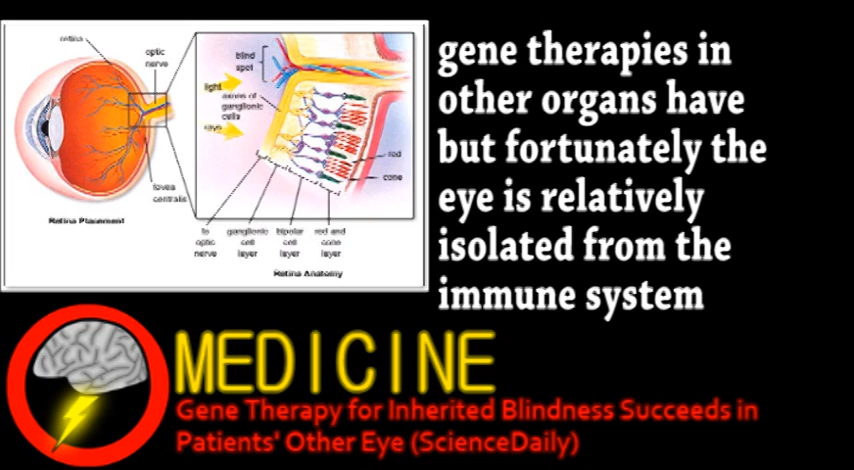 retina
optic
nerve
Retina Placement
fovea
centralis
blind
spot
light
rays
axons of
ganglionic
cells
rod
cone
to
optic
nerve
ganglionic
cell
layer
bipolar
cell
layer
rod and
cone
layer
Retina Anatomy
gene therapies in
other organs have
but fortunately the
eye is relatively
isolated from the
immune system
MEDICINE
Gene Therapy for Inherited Blindness Succeeds in
Patients' Other Eye (ScienceDaily)